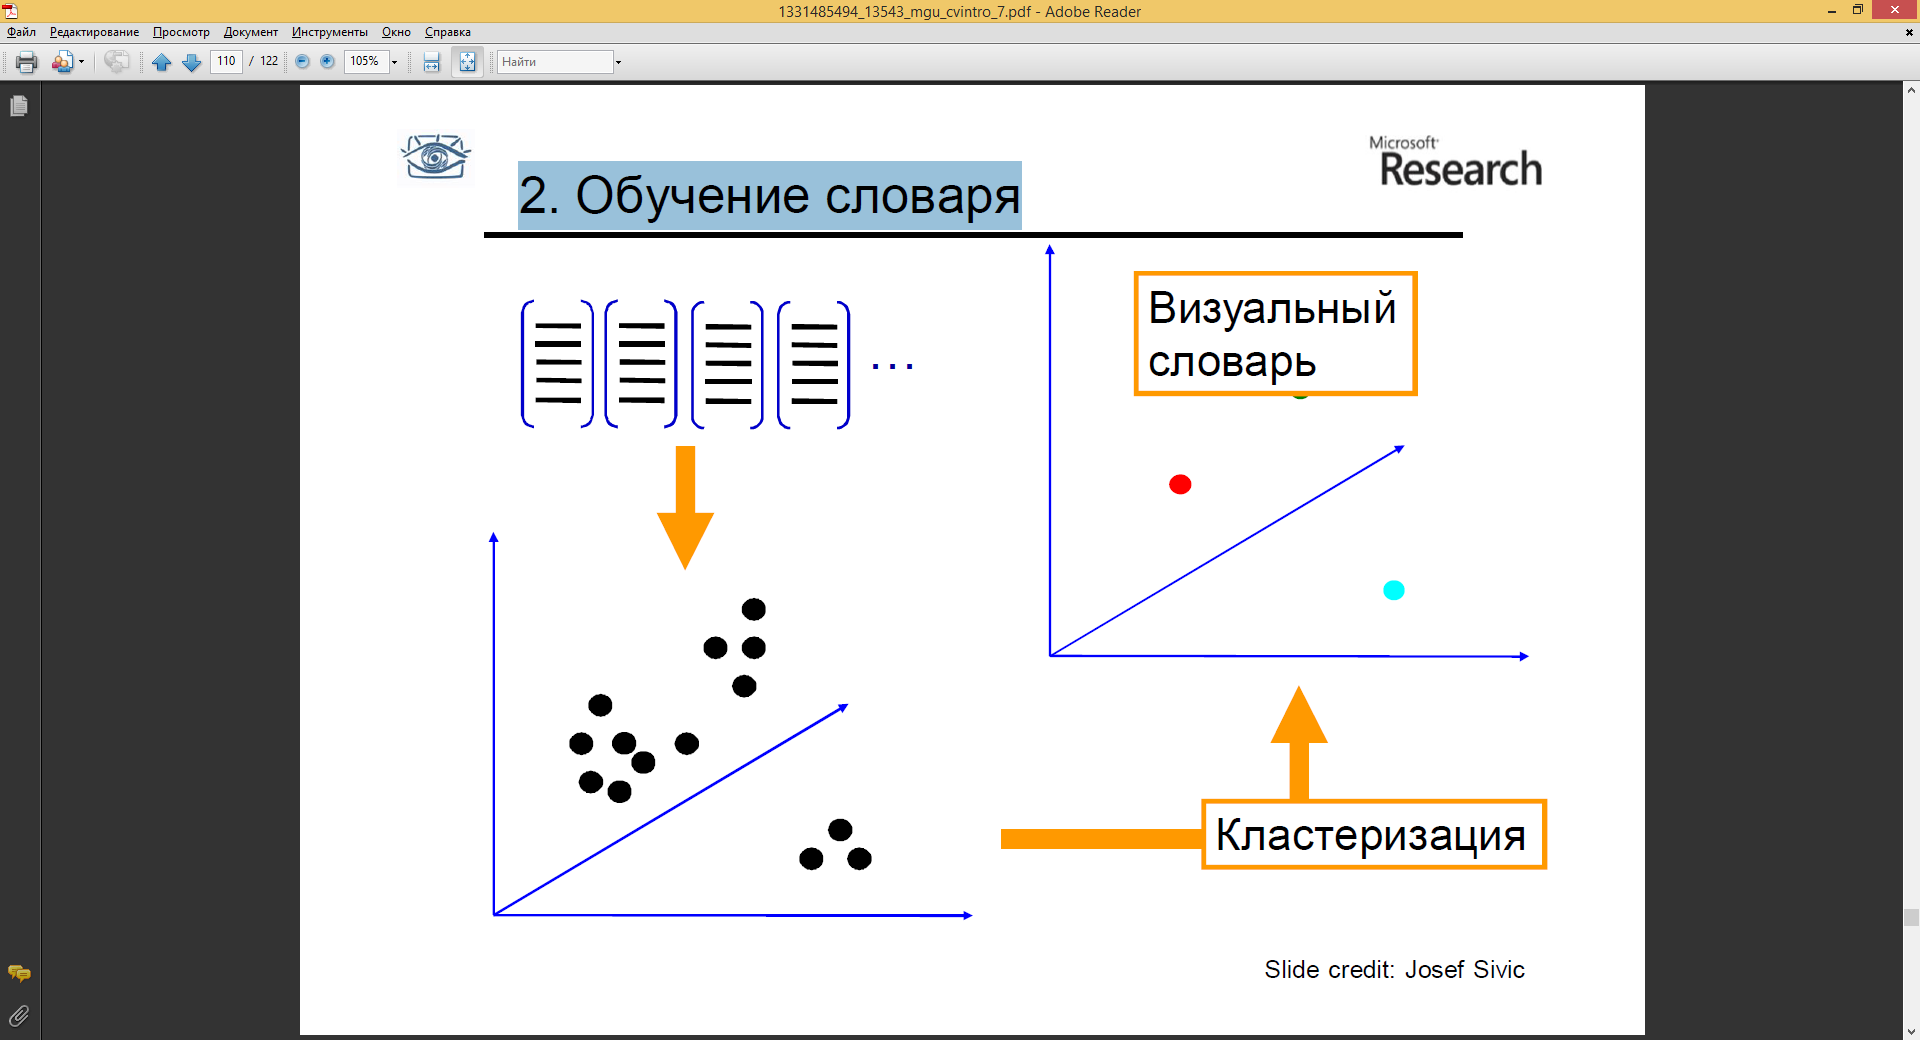 1331485494_13543_mgu_cvintro_7.pdf - Adobe Reader
Файл Редактирование Просмотр Документ Инструменты Окно Справка
110 / 122 105% Найти
Microsoft
Research
2. Обучение словаря
Визуальный
словарь
...
Кластеризация
Slide credit: Josef Sivic